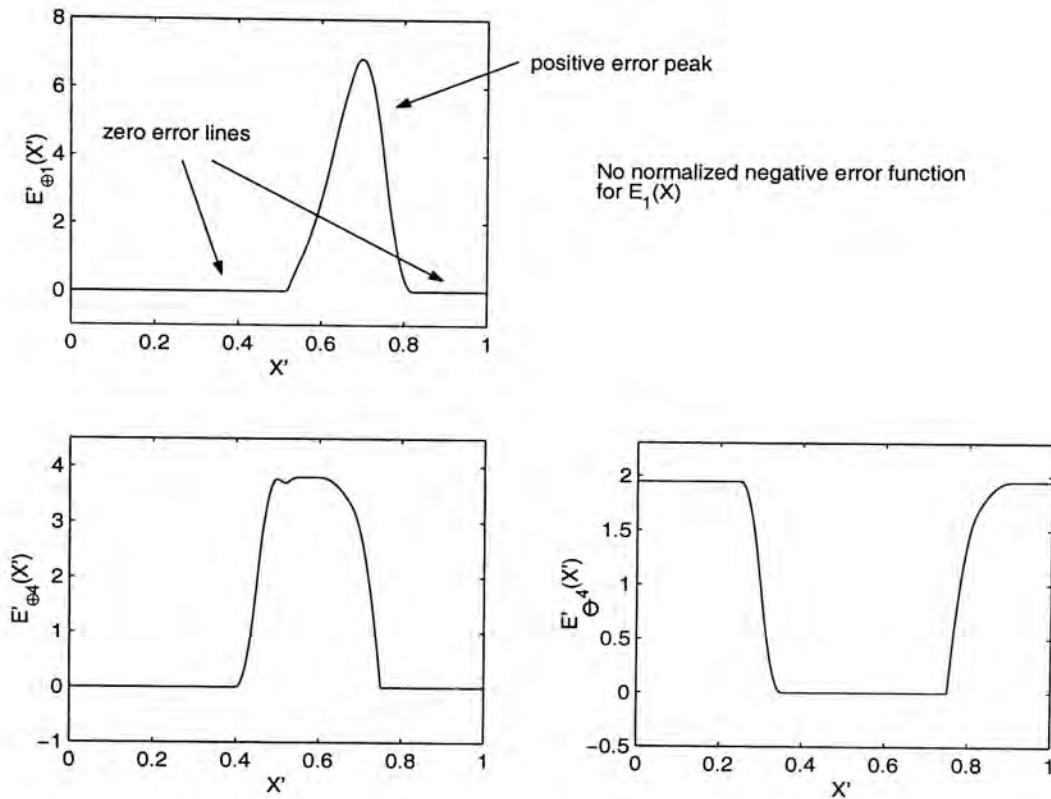 8
6
4
2
0
E'⊕1(X')
zero error lines
positive error peak
No normalized negative error function
for E1(X)
0 0.2 0.4 0.6 0.8 1
X'
4
3
2
1
0
−1
E'⊕4(X')
0 0.2 0.4 0.6 0.8 1
X'
2
1.5
1
0.5
0
−0.5
E'⊖4(X')
0 0.2 0.4 0.6 0.8 1
X'